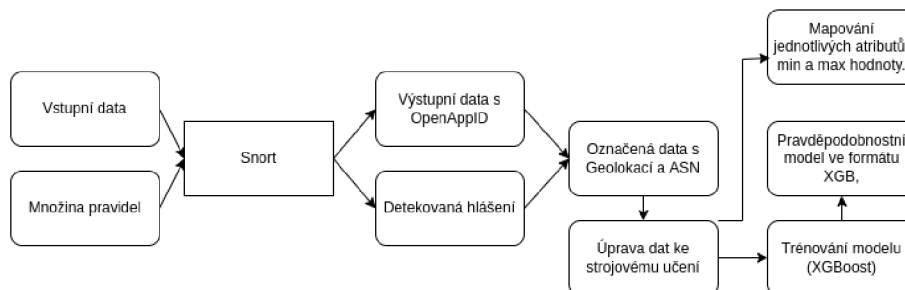 Vstupní data
Množina pravidel
Snort
Výstupní data s
OpenAppID
Detekovaná hlášení
Označená data s
Geolokací a ASN
Úprava dat ke
strojovému učení
Mapování
jednotlivých atributů,
min a max hodnoty.
Pravděpodobnostní
model ve formátu
XGB,
Trénování modelu
(XGBoost)